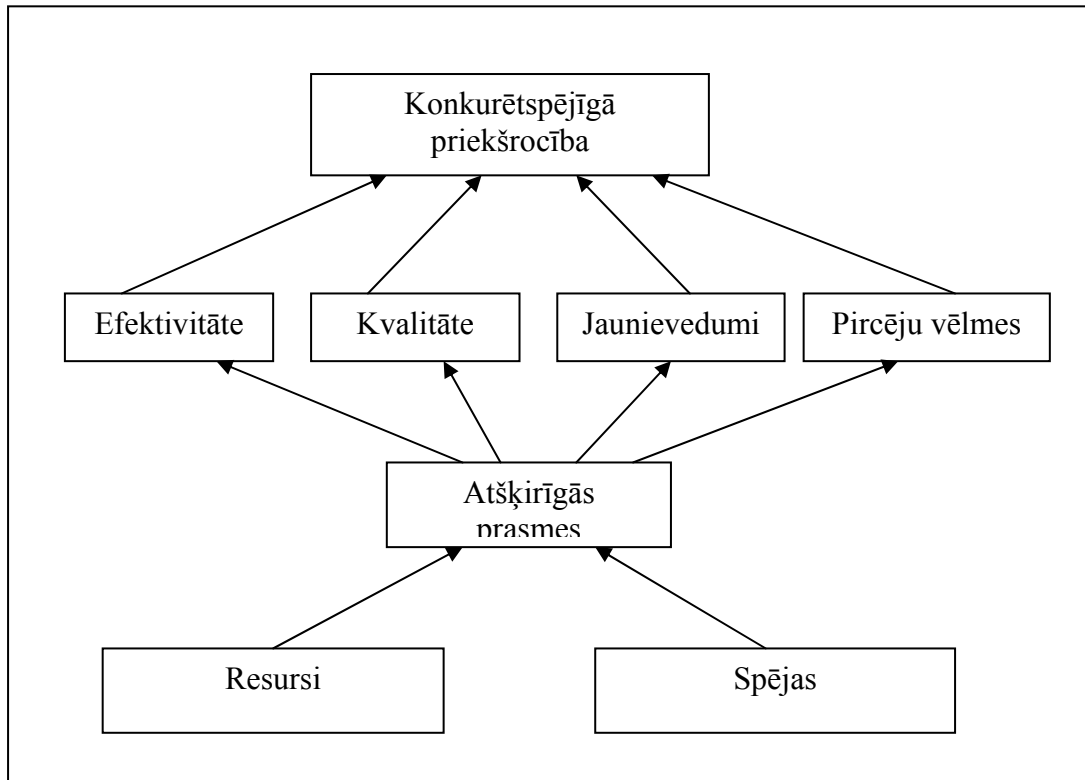 Konkurētspējīgā
priekšrocība
Efektivitāte
Kvalitāte
Jaunievedumi
Pircēju vēlmes
Atšķirīgās
prasmes
Resursi
Spējas